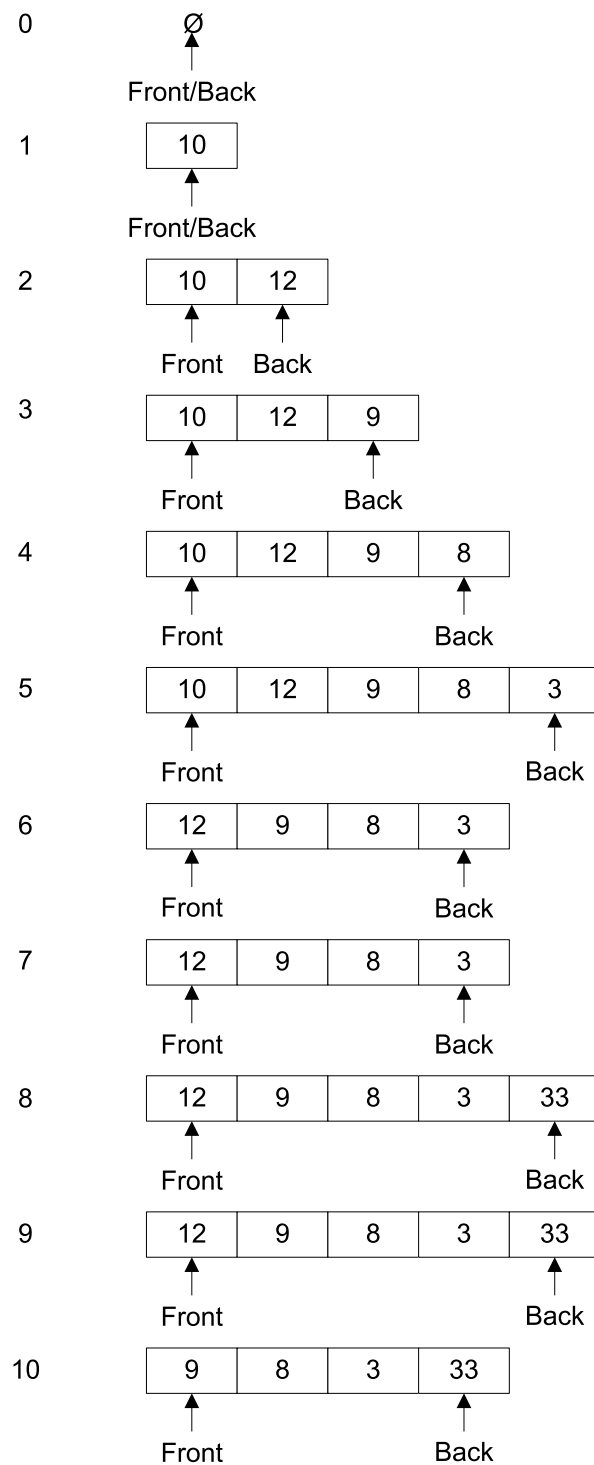 0 Ø
Front/Back
1 10
Front/Back
2 10 12
Front Back
3 10 12 9
Front Back
4 10 12 9 8
Front Back
5 10 12 9 8 3
Front Back
6 12 9 8 3
Front Back
7 12 9 8 3
Front Back
8 12 9 8 3 33
Front Back
9 12 9 8 3 33
Front Back
10 9 8 3 33
Front Back